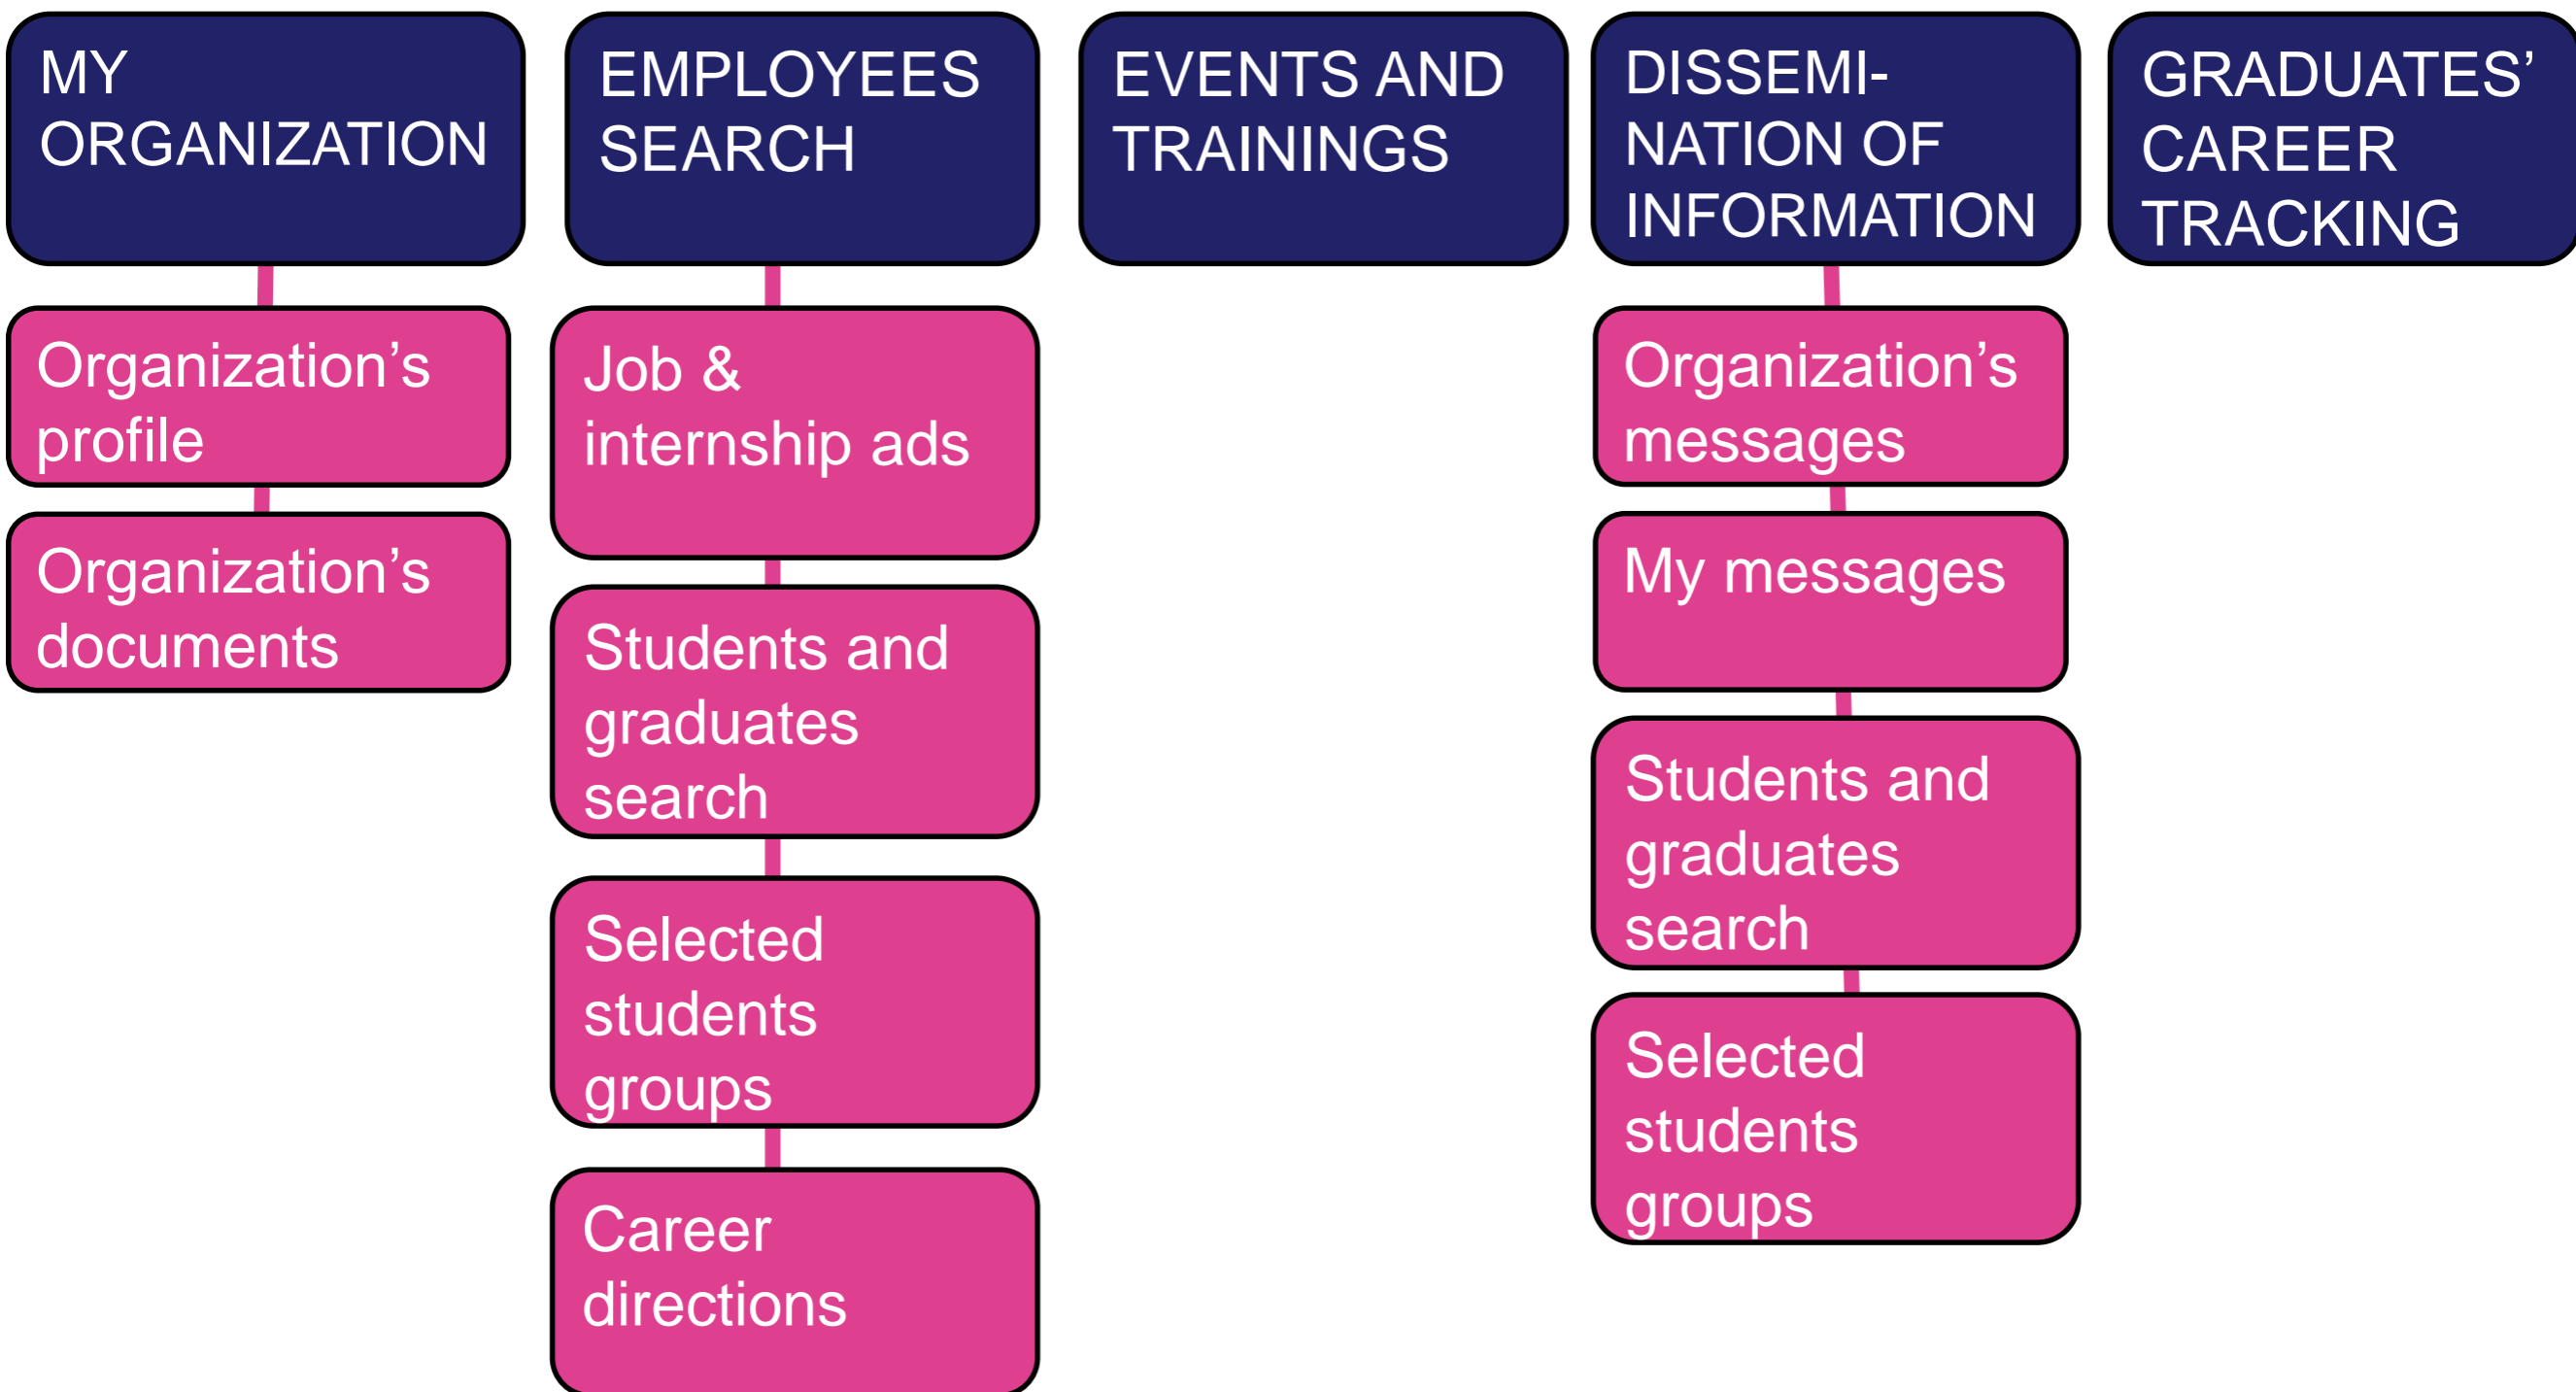 MY
ORGANIZATION
EMPLOYEES
SEARCH
EVENTS AND
TRAININGS
DISSEMI-
NATION OF
INFORMATION
GRADUATES’
CAREER
TRACKING
Organization’s
profile
Organization’s
documents
Job &
internship ads
Students and
graduates
search
Selected
students
groups
Career
directions
Organization’s
messages
My messages
Students and
graduates
search
Selected
students
groups